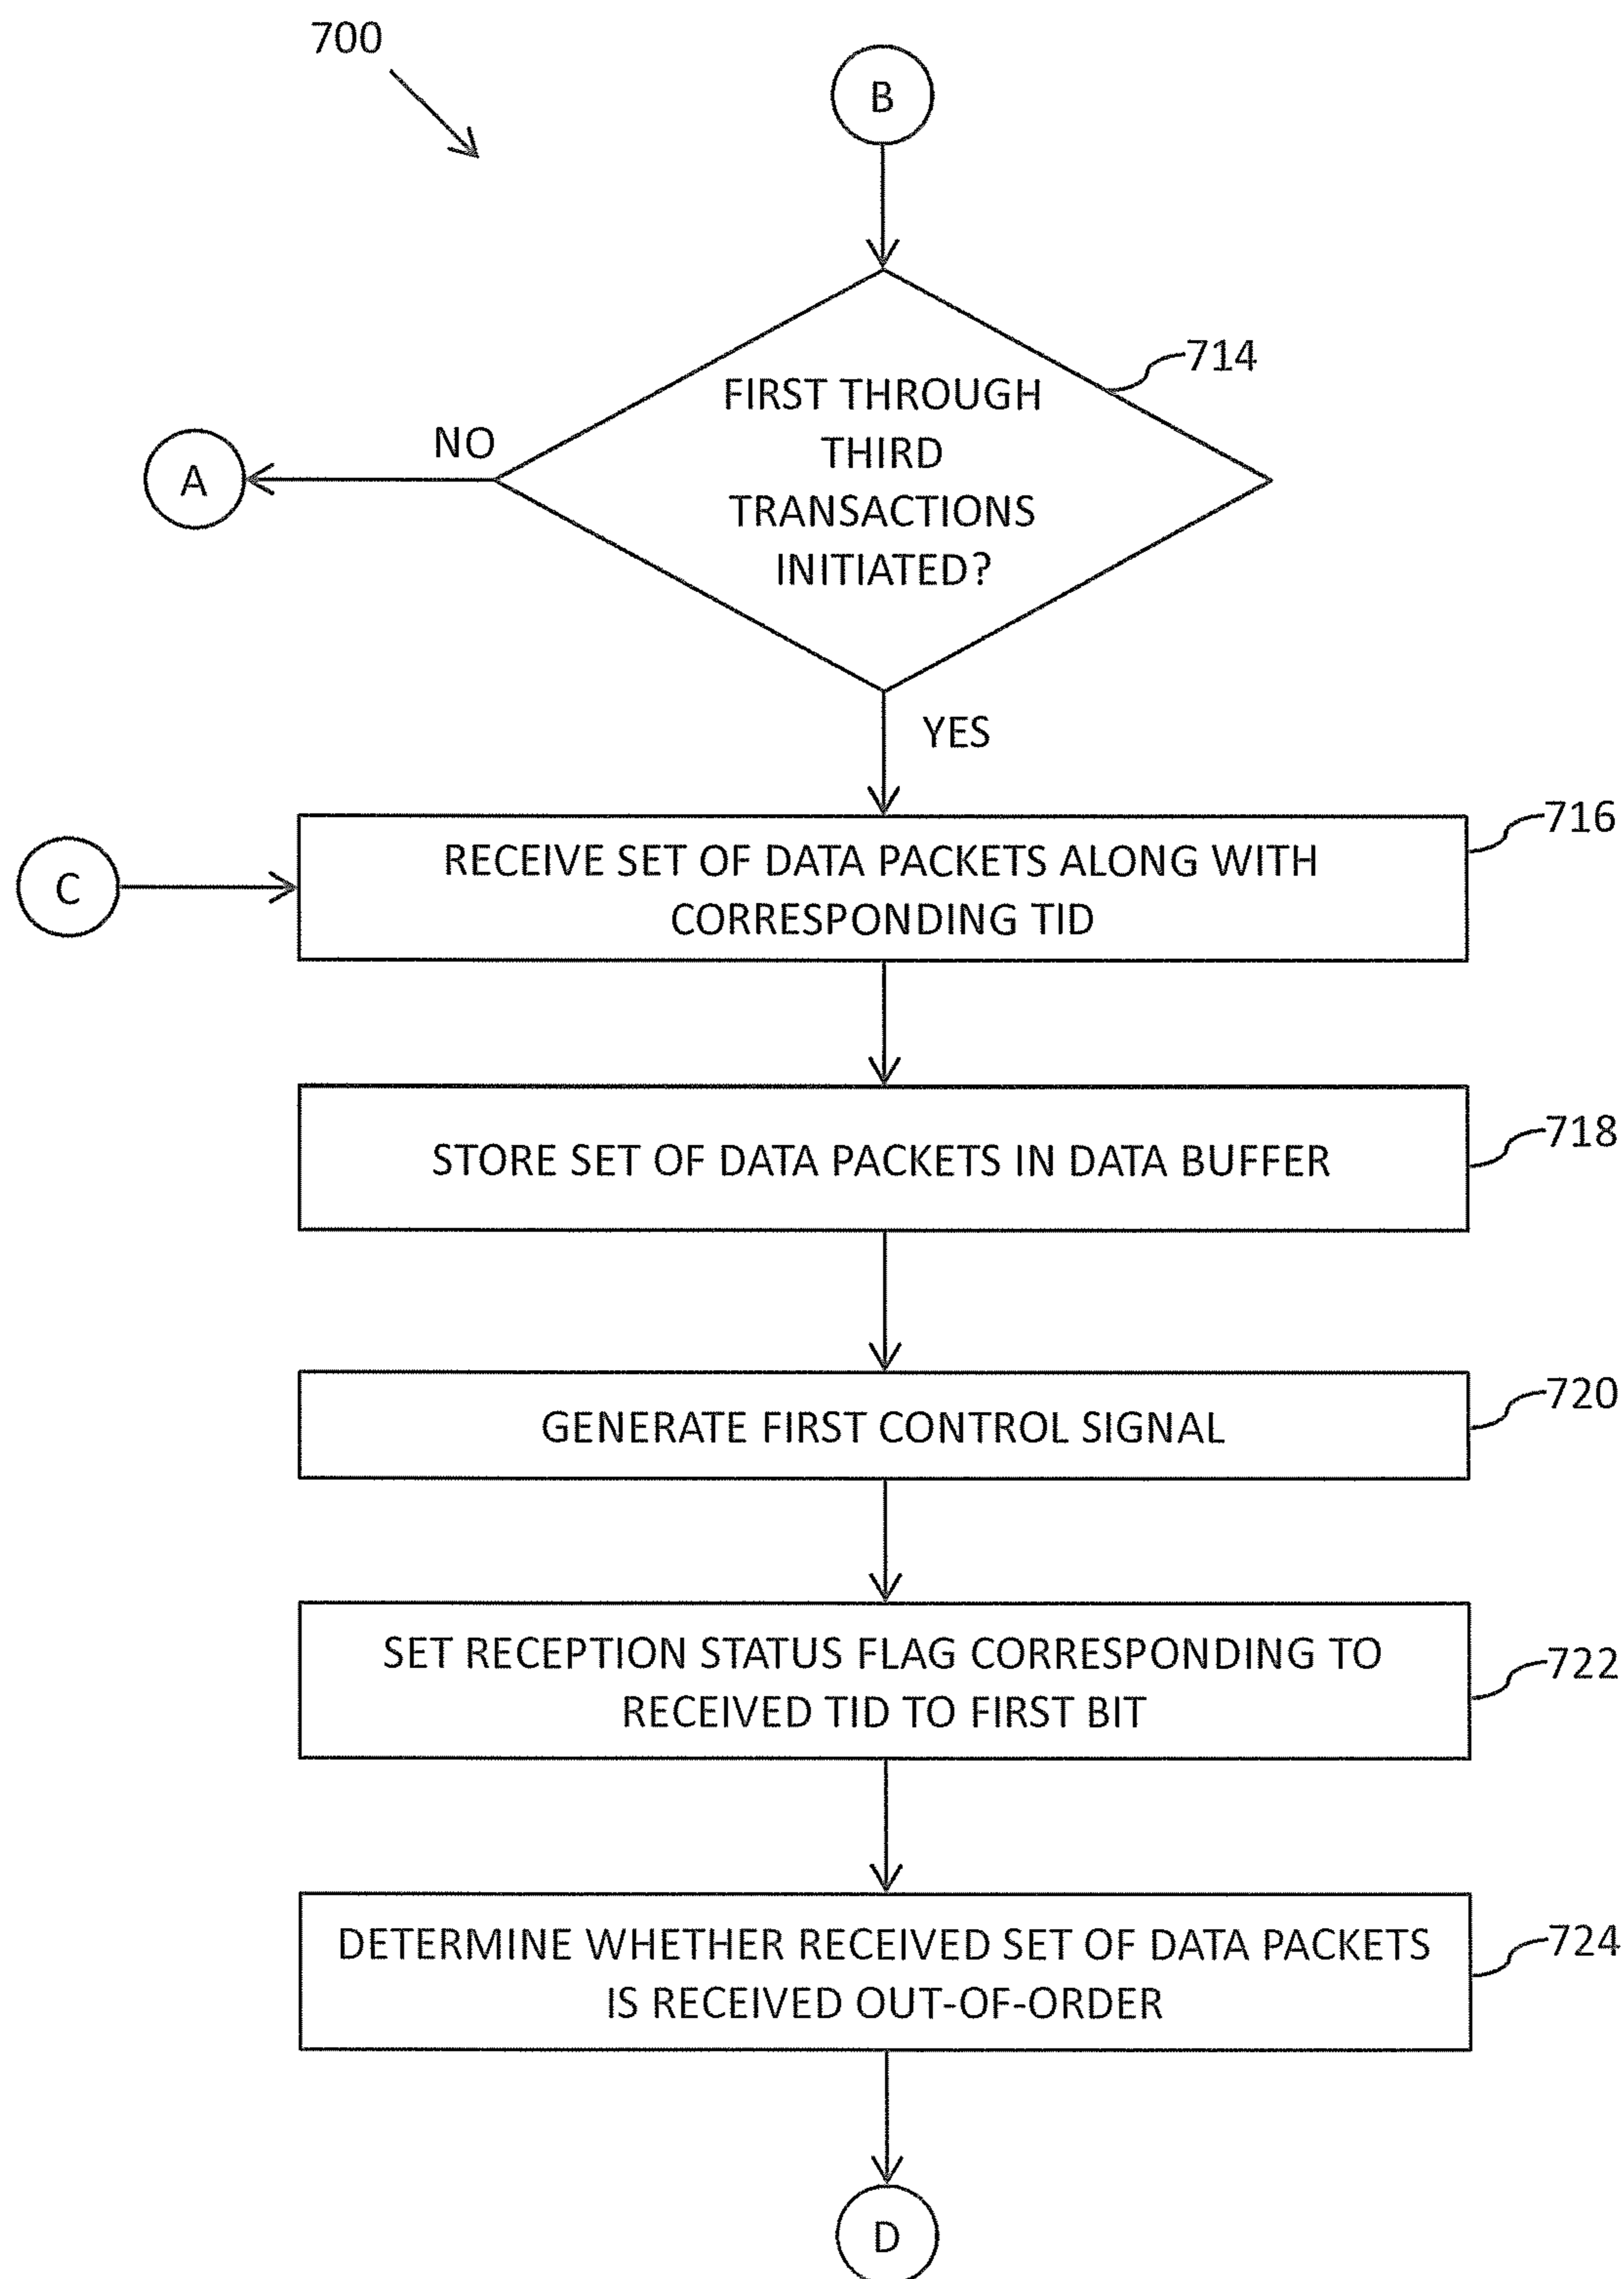 700
B
714
FIRST THROUGH
THIRD
TRANSACTIONS
INITIATED?
NO
A
YES
716
RECEIVE SET OF DATA PACKETS ALONG WITH
CORRESPONDING TID
C
718
STORE SET OF DATA PACKETS IN DATA BUFFER
720
GENERATE FIRST CONTROL SIGNAL
722
SET RECEPTION STATUS FLAG CORRESPONDING TO
RECEIVED TID TO FIRST BIT
724
DETERMINE WHETHER RECEIVED SET OF DATA PACKETS
IS RECEIVED OUT-OF-ORDER
D